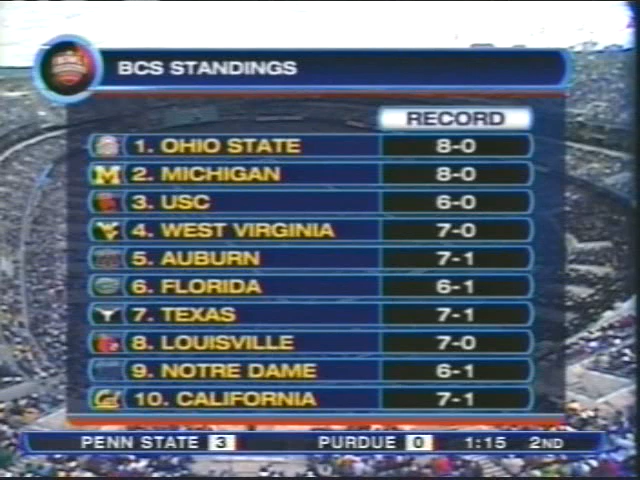 BCS STANDINGS
RECORD
1. OHIO STATE 8-0
2. MICHIGAN 8-0
3. USC 6-0
4. WEST VIRGINIA 7-0
5. AUBURN 7-1
6. FLORIDA 6-1
7. TEXAS 7-1
8. LOUISVILLE 7-0
9. NOTRE DAME 6-1
10. CALIFORNIA 7-1
PENN STATE 3 PURDUE 0 1:15 2ND